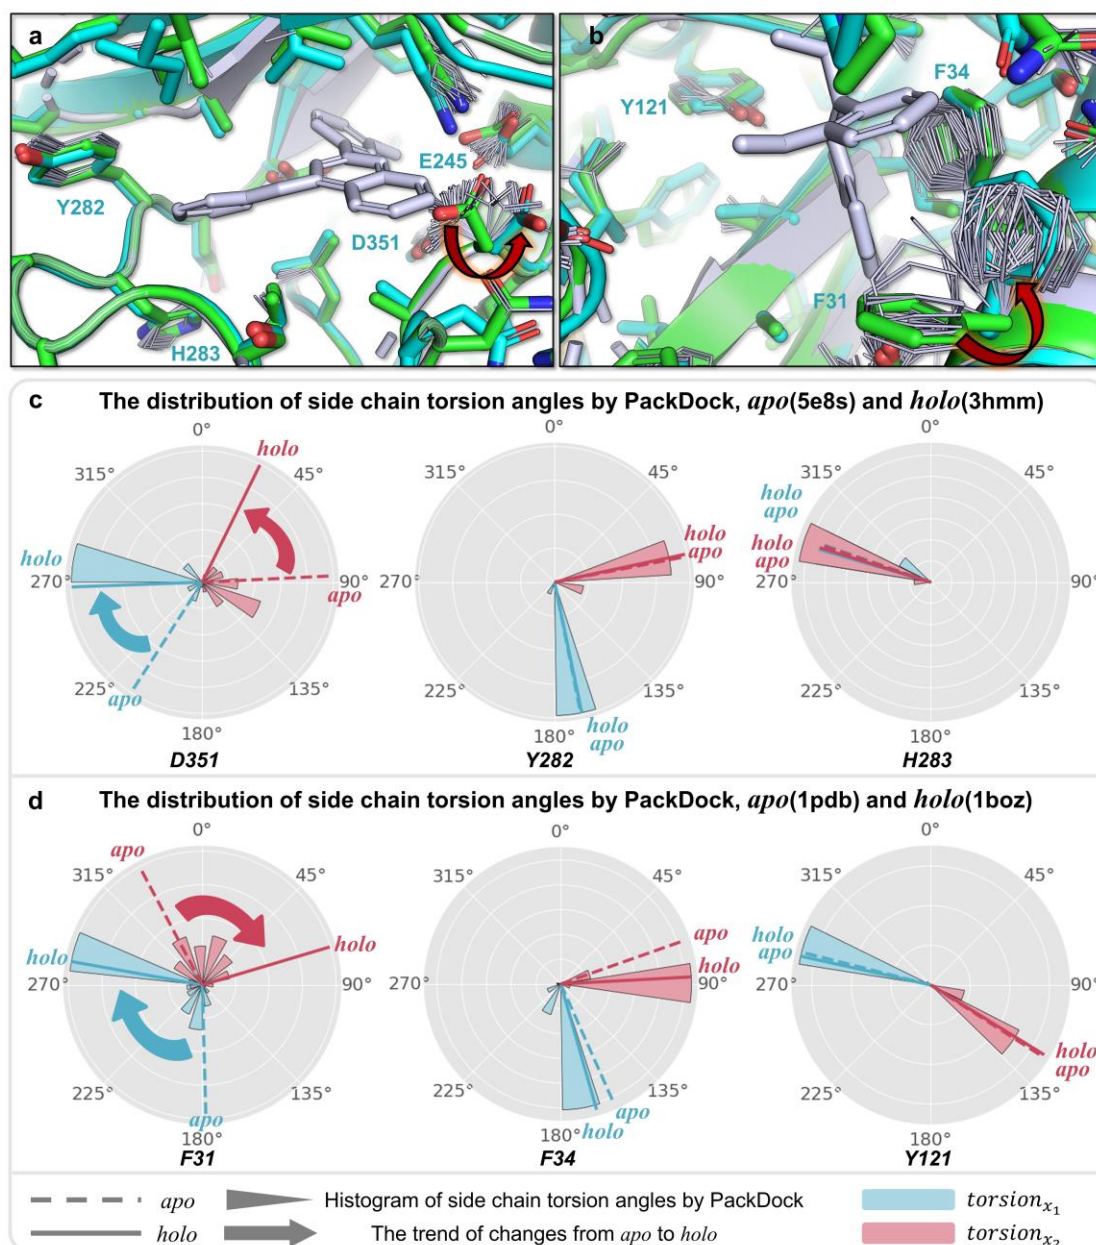 a
Y282
E245
D351
H283
b
Y121
F34
F31
c The distribution of side chain torsion angles by PackDock, apo(5e8s) and holo(3hmm)
0°
holo
315°
45°
holo
270°
90°
apo
225°
apo
135°
180°
D351
0°
315°
45°
holo
apo
270°
90°
225°
135°
180°
holo
apo
Y282
0°
315°
45°
holo
apo
holo
apo
270°
90°
225°
135°
180°
H283
d The distribution of side chain torsion angles by PackDock, apo(1pdb) and holo(1boz)
0°
apo
315°
45°
holo
holo
270°
90°
225°
135°
apo
180°
F31
0°
315°
45°
apo
holo
270°
90°
225°
135°
apo
holo
180°
F34
0°
315°
45°
holo
apo
270°
90°
holo
apo
225°
135°
180°
Y121
apo
Histogram of side chain torsion angles by PackDock
torsion x₁
holo
The trend of changes from apo to holo
torsion x₂